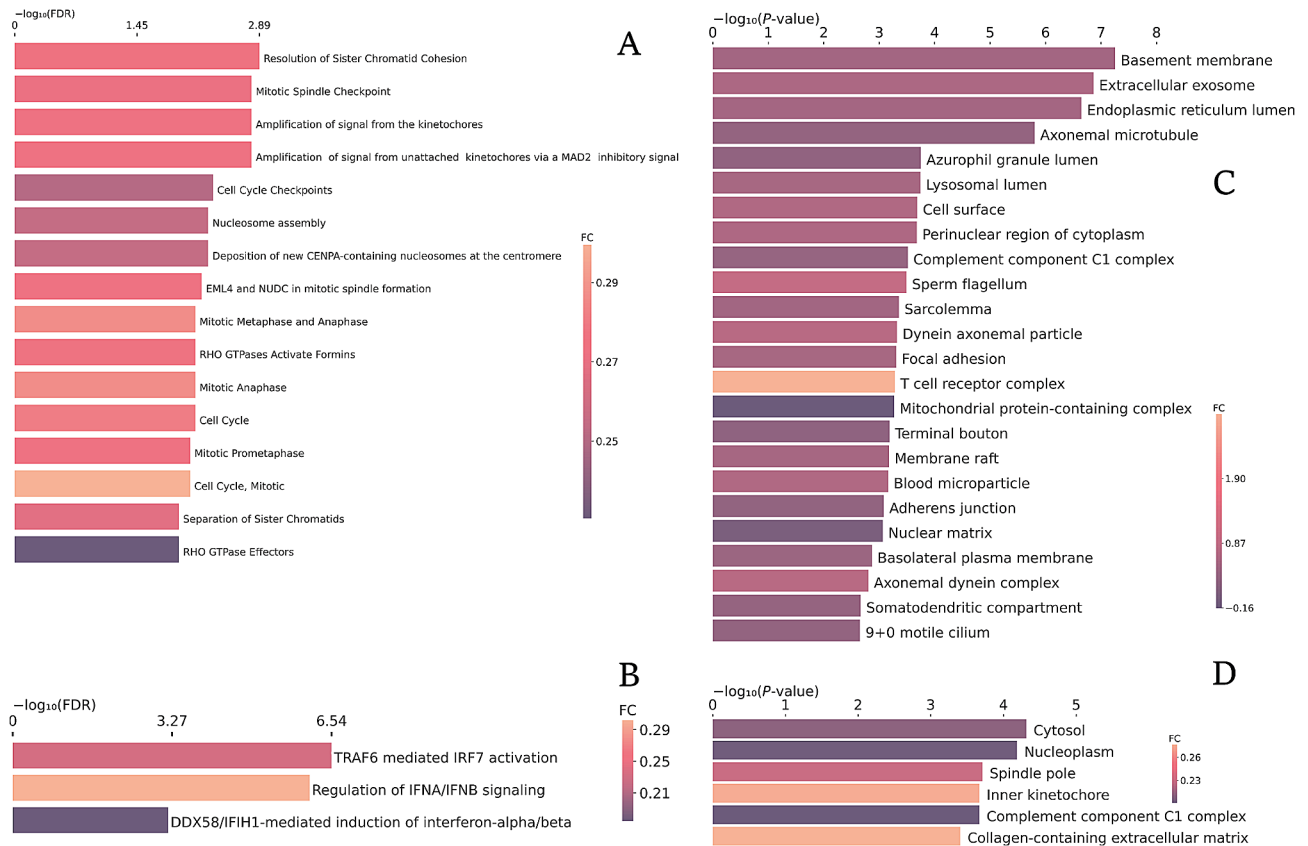 −log₁₀(FDR)
0 1.45 2.89
A
Resolution of Sister Chromatid Cohesion
Mitotic Spindle Checkpoint
Amplification of signal from the kinetochores
Amplification of signal from unattached kinetochores via a MAD2 inhibitory signal
Cell Cycle Checkpoints
Nucleosome assembly
Deposition of new CENPA-containing nucleosomes at the centromere
EML4 and NUDC in mitotic spindle formation
Mitotic Metaphase and Anaphase
RHO GTPases Activate Formins
Mitotic Anaphase
Cell Cycle
Mitotic Prometaphase
Cell Cycle, Mitotic
Separation of Sister Chromatids
RHO GTPase Effectors
FC
0.29
0.27
0.25
B
−log₁₀(FDR)
0 3.27 6.54
TRAF6 mediated IRF7 activation
Regulation of IFNA/IFNB signaling
DDX58/IFIH1-mediated induction of interferon-alpha/beta
FC
0.29
0.25
0.21
−log₁₀(P-value)
0 1 2 3 4 5 6 7 8
C
Basement membrane
Extracellular exosome
Endoplasmic reticulum lumen
Axonemal microtubule
Azurophil granule lumen
Lysosomal lumen
Cell surface
Perinuclear region of cytoplasm
Complement component C1 complex
Sperm flagellum
Sarcolemma
Dynein axonemal particle
Focal adhesion
T cell receptor complex
Mitochondrial protein-containing complex
Terminal bouton
Membrane raft
Blood microparticle
Adherens junction
Nuclear matrix
Basolateral plasma membrane
Axonemal dynein complex
Somatodendritic compartment
9+0 motile cilium
FC
1.90
0.87
−0.16
D
−log₁₀(P-value)
0 1 2 3 4 5
Cytosol
Nucleoplasm
Spindle pole
Inner kinetochore
Complement component C1 complex
Collagen-containing extracellular matrix
FC
0.26
0.23